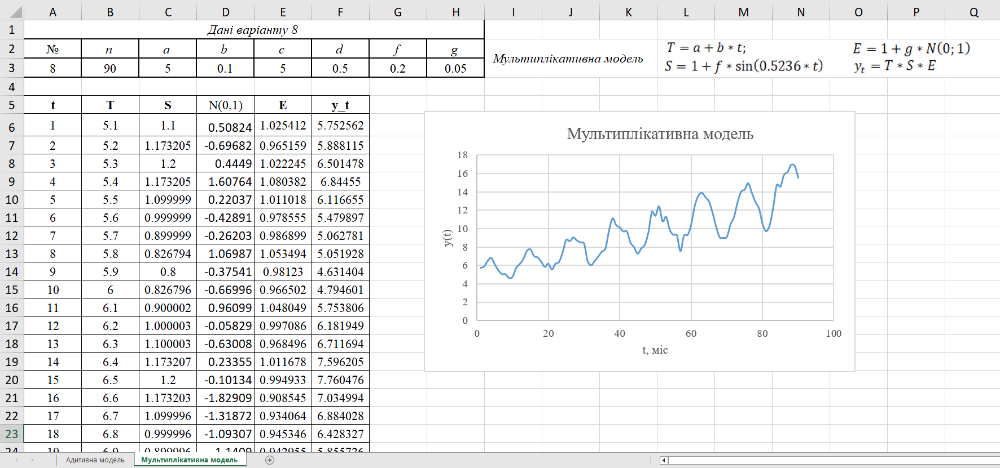 A B C D E F G H I J K L M N O P Q
1 Дані варіанту 8
2 № n a b c d f g
3 8 90 5 0.1 5 0.5 0.2 0.05
Мультиплікативна модель
T = a + b * t;
S = 1 + f * sin(0.5236 * t)
E = 1 + g * N(0; 1)
y_t = T * S * E
4
5 t T S N(0,1) E y_t
6 1 5.1 1.1 0.50824 1.025412 5.752562
7 2 5.2 1.173205 -0.69682 0.965159 5.888115
8 3 5.3 1.2 0.4449 1.022245 6.501478
9 4 5.4 1.173205 1.60764 1.080382 6.84455
10 5 5.5 1.099999 0.22037 1.011018 6.116655
11 6 5.6 0.999999 -0.42891 0.978555 5.479897
12 7 5.7 0.899999 -0.26203 0.986899 5.062781
13 8 5.8 0.826794 1.06987 1.053494 5.051928
14 9 5.9 0.8 -0.37541 0.98123 4.631404
15 10 6 0.826796 -0.66996 0.966502 4.794601
16 11 6.1 0.900002 0.96099 1.048049 5.753806
17 12 6.2 1.000003 -0.05829 0.997086 6.181949
18 13 6.3 1.100003 -0.63008 0.968496 6.711694
19 14 6.4 1.173207 0.23355 1.011678 7.596205
20 15 6.5 1.2 -0.10134 0.994933 7.760476
21 16 6.6 1.173203 -1.82909 0.908545 7.034994
22 17 6.7 1.099996 -1.31872 0.934064 6.884028
23 18 6.8 0.999996 -1.09307 0.945346 6.428327
24 19 6.9 0.899996 0.942955 5.855726
Мультиплікативна модель
18
16
14
12
10
8
6
4
2
0
y(t)
0 20 40 60 80 100
t, міс
Адитивна модель Мультиплікативна модель